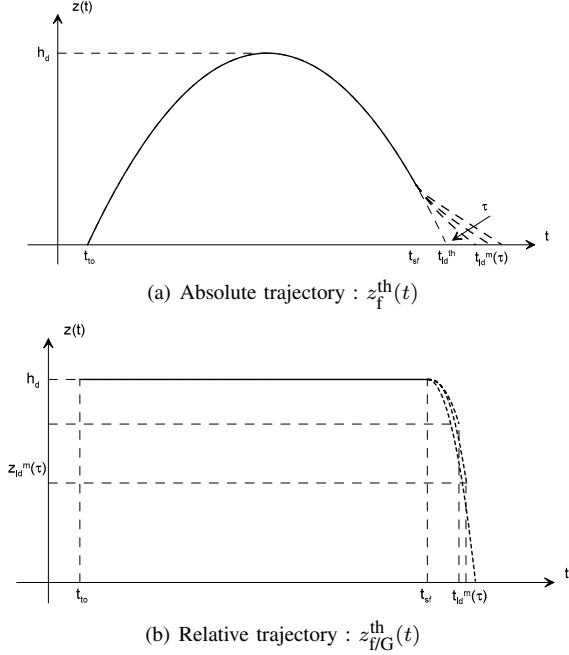 z(t)
h_d
τ
t
t_to
t_sf
t_ld^th
t_ld^m(τ)
(a) Absolute trajectory : z_f^th(t)
z(t)
h_d
z_ld^m(τ)
t
t_to
t_sf
t_ld^m(τ)
(b) Relative trajectory : z_f/G^th(t)